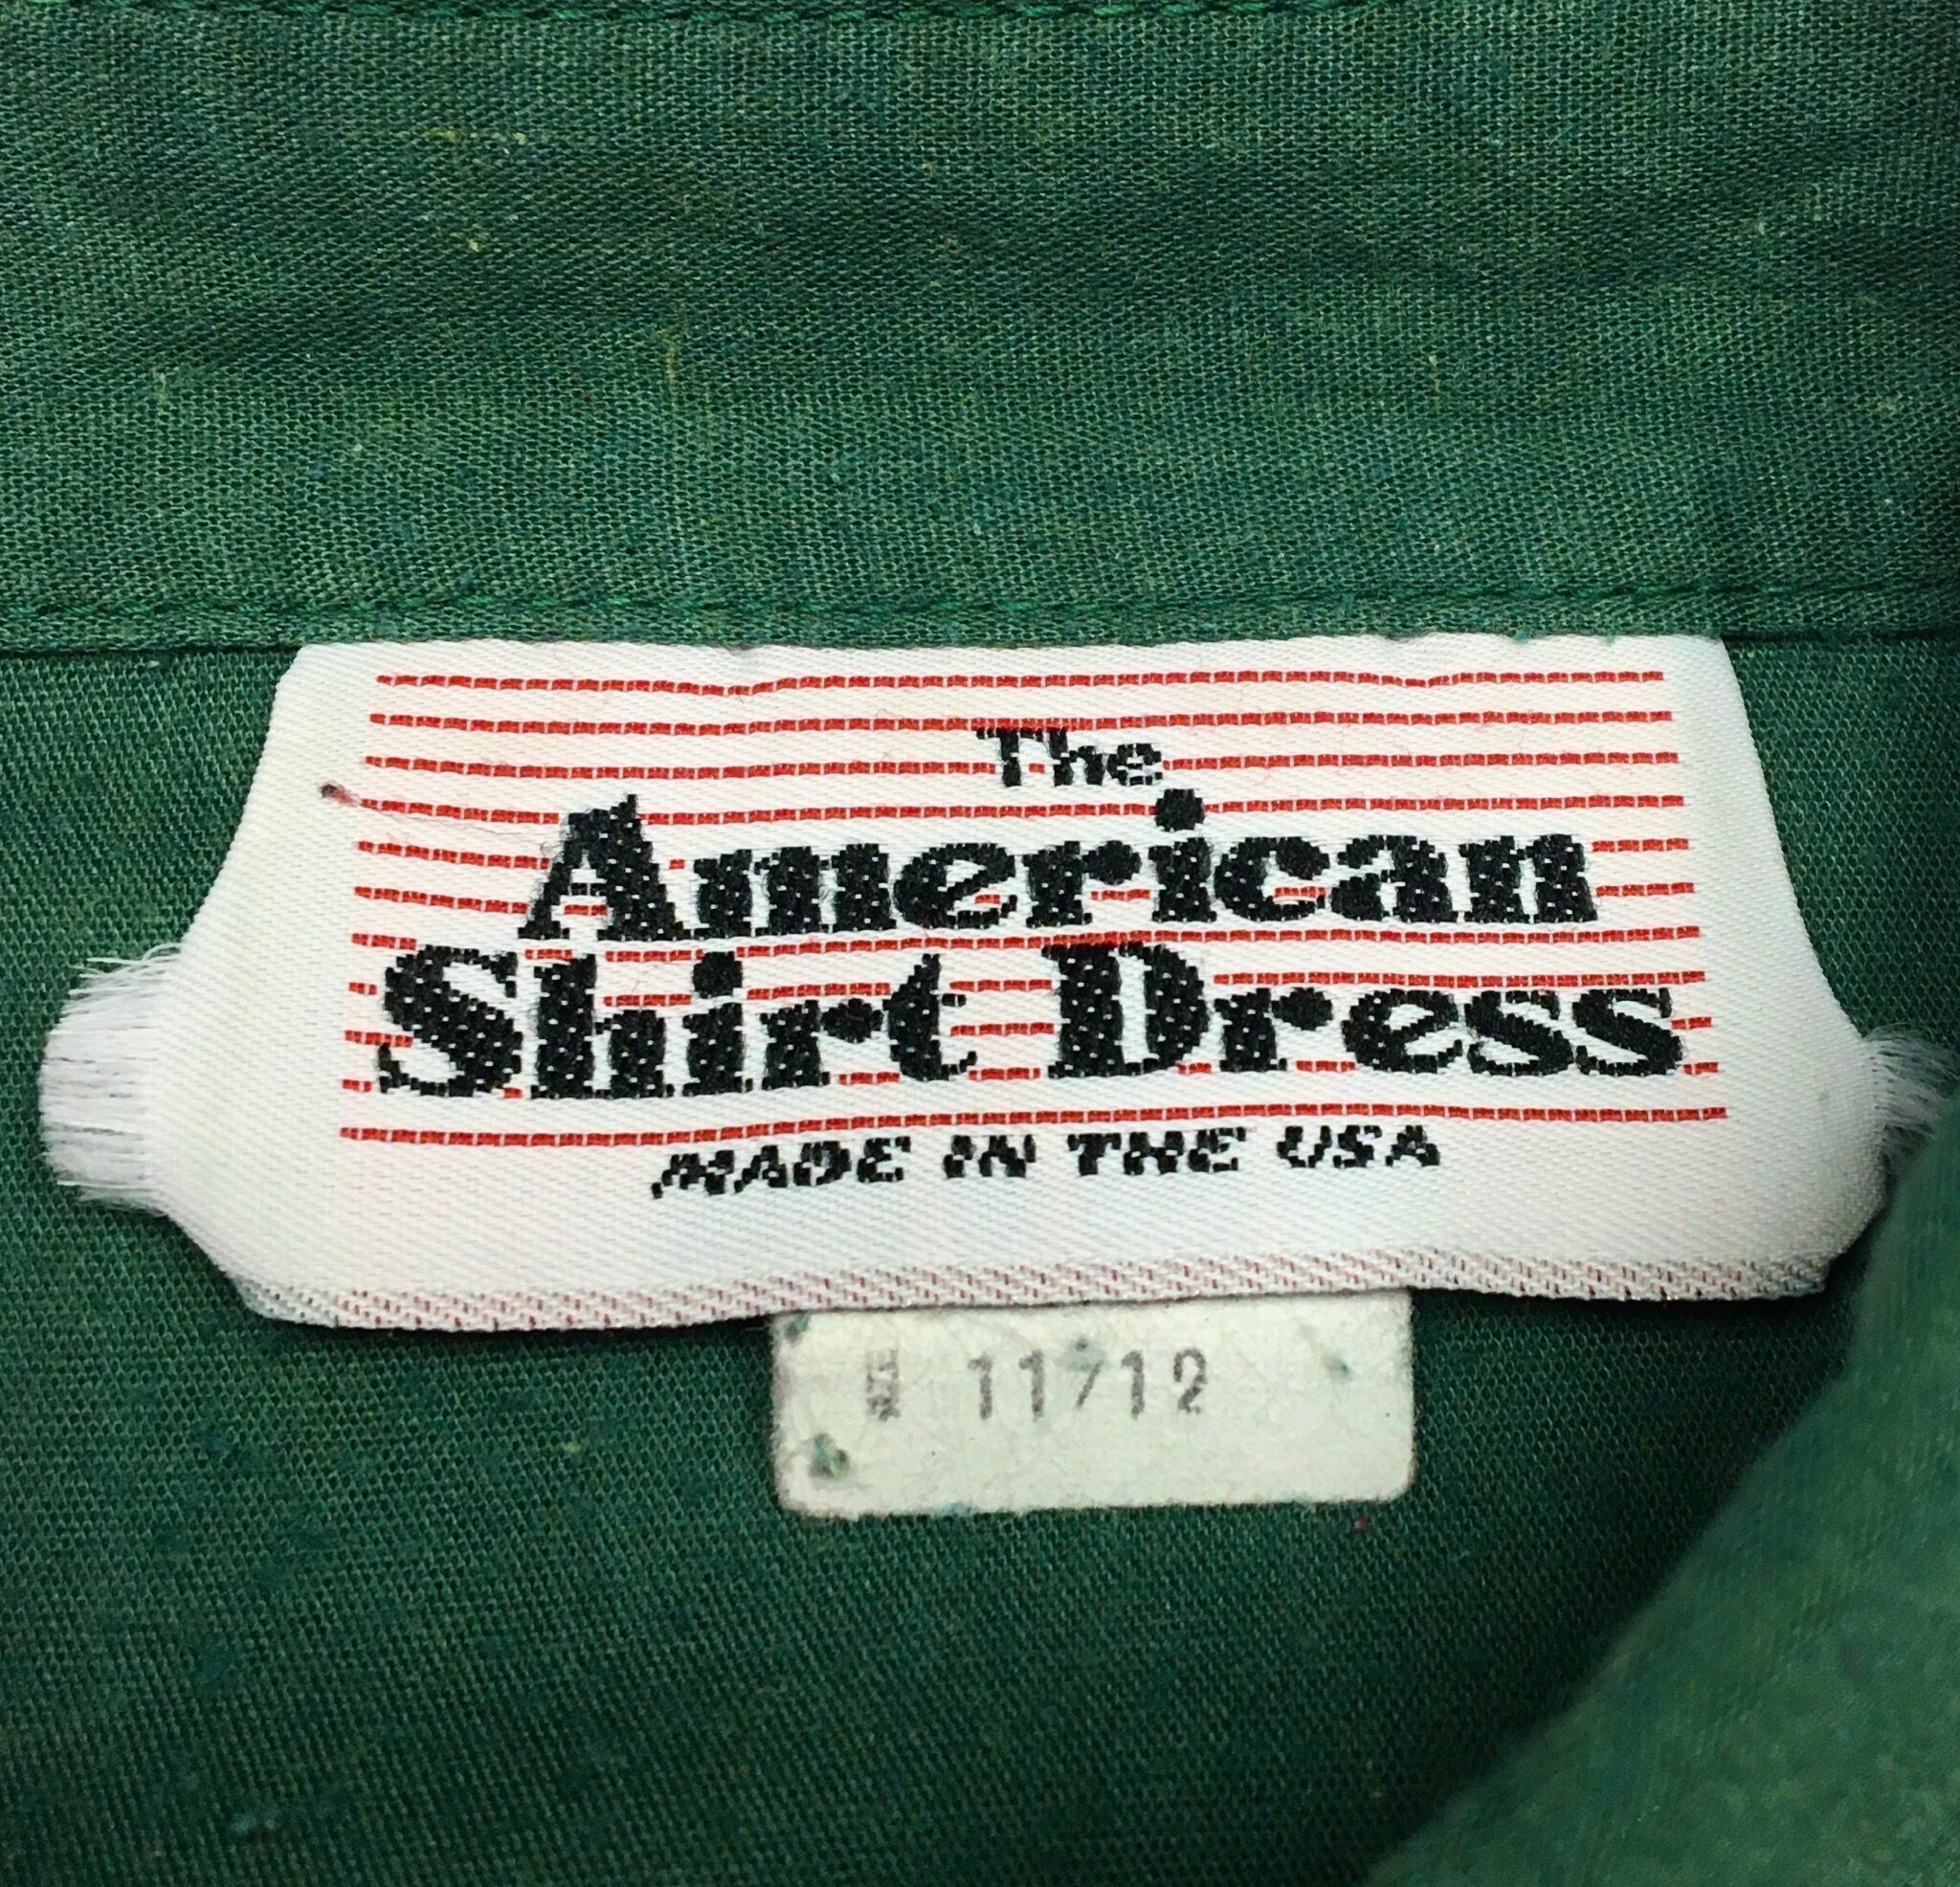 The
American
Shirt Dress
MADE IN THE USA
11/12